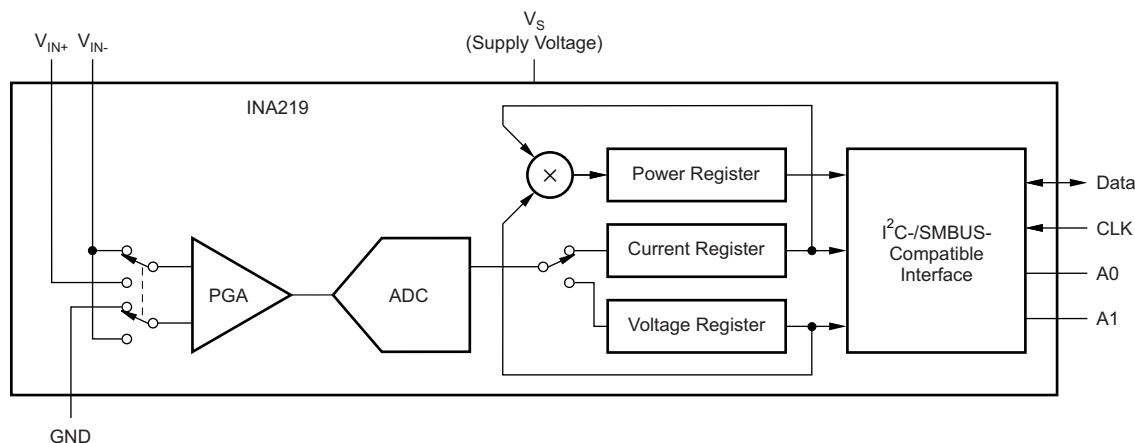 V_S
(Supply Voltage)
V_IN+
V_IN-
INA219
×
Power Register
Data
CLK
I²C-/SMBUS-
Compatible
Interface
Current Register
A0
PGA
ADC
Voltage Register
A1
GND